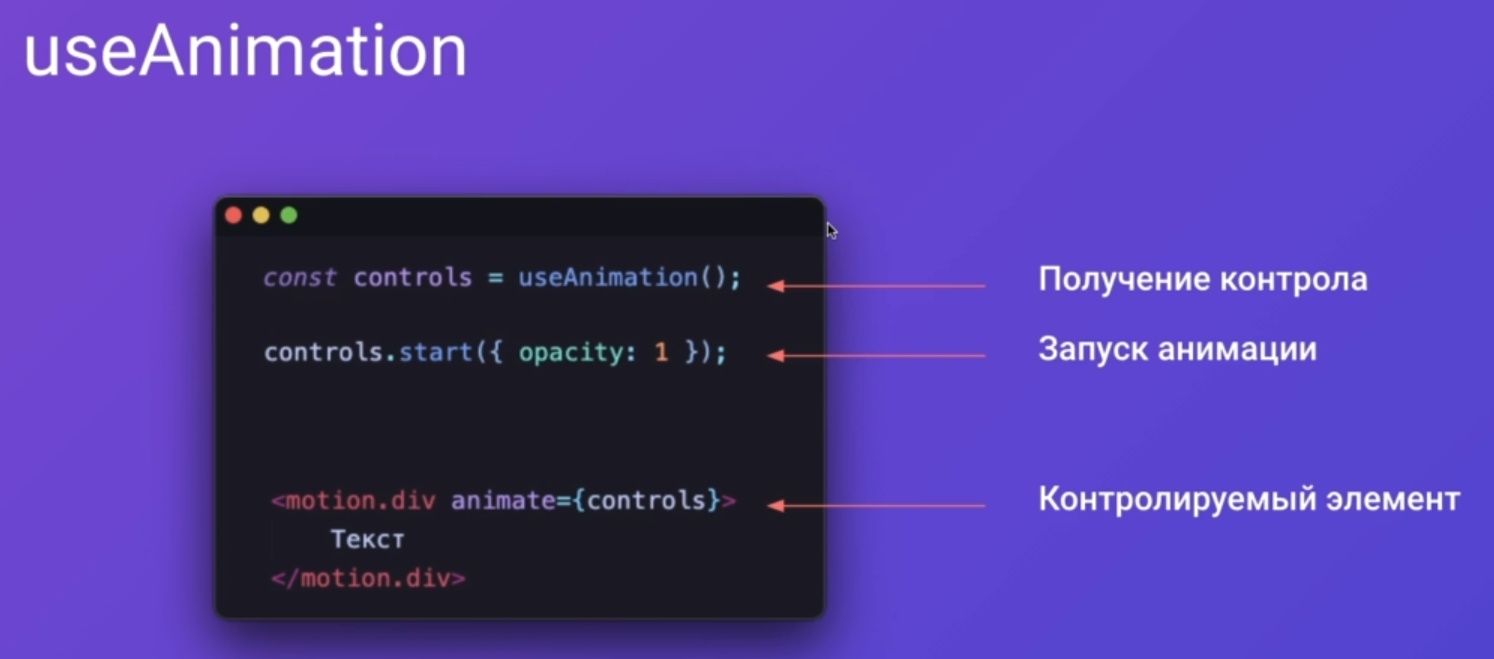 useAnimation
const controls = useAnimation();
Получение контроля
controls.start({ opacity: 1 });
Запуск анимации
<motion.div animate={controls}>
Контролируемый элемент
Текст
</motion.div>